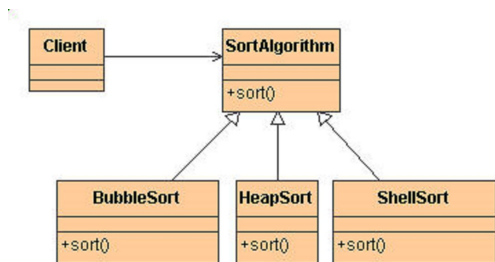 Client
SortAlgorithm
+sort()
BubbleSort
HeapSort
ShellSort
+sort()
+sort()
+sort()